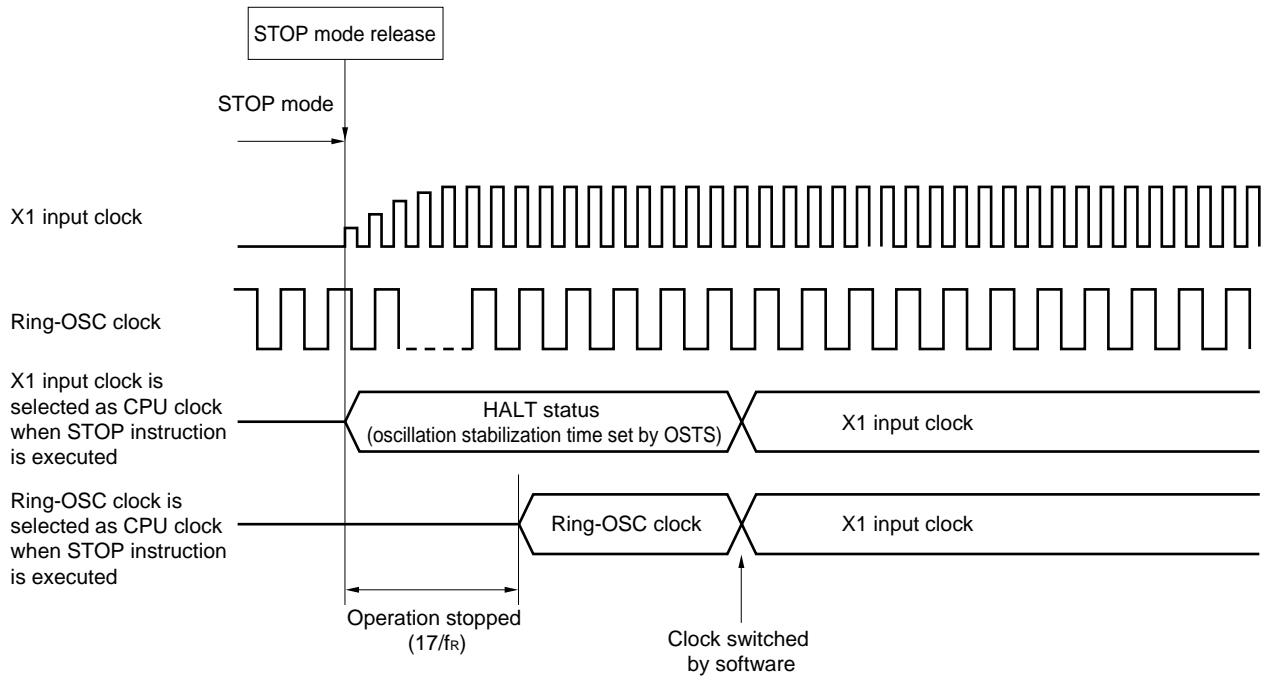 STOP mode release
STOP mode
X1 input clock
Ring-OSC clock
X1 input clock is
selected as CPU clock
when STOP instruction
is executed
HALT status
(oscillation stabilization time set by OSTS)
X1 input clock
Ring-OSC clock is
selected as CPU clock
when STOP instruction
is executed
Ring-OSC clock
X1 input clock
Operation stopped
(17/fR)
Clock switched
by software